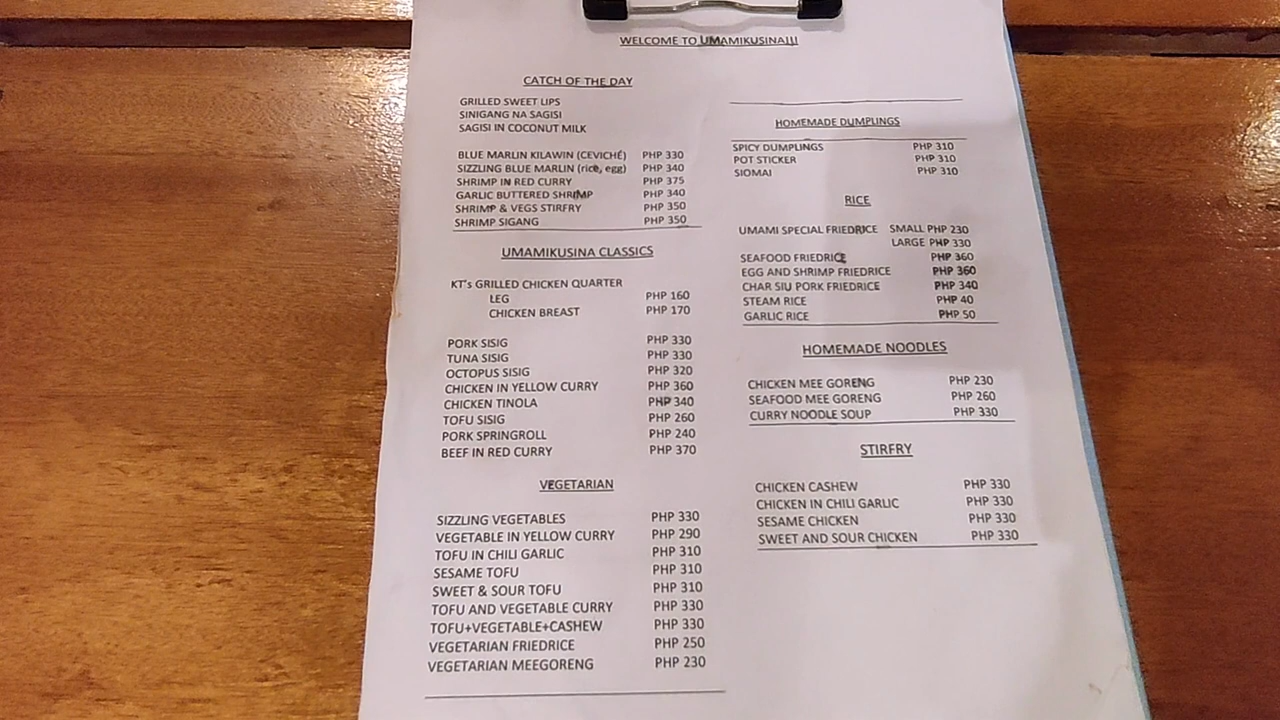 WELCOME TO UMAMIKUSINA!!!
CATCH OF THE DAY
GRILLED SWEET LIPS
SINIGANG NA SAGISI
SAGISI IN COCONUT MILK
BLUE MARLIN KILAWIN (CEVICHÉ) PHP 330
SIZZLING BLUE MARLIN (rice, egg) PHP 340
SHRIMP IN RED CURRY PHP 375
GARLIC BUTTERED SHRIMP PHP 340
SHRIMP & VEGS STIRFRY PHP 350
SHRIMP SIGANG PHP 350
UMAMIKUSINA CLASSICS
KT's GRILLED CHICKEN QUARTER
LEG PHP 160
CHICKEN BREAST PHP 170
PORK SISIG PHP 330
TUNA SISIG PHP 330
OCTOPUS SISIG PHP 320
CHICKEN IN YELLOW CURRY PHP 360
CHICKEN TINOLA PHP 340
TOFU SISIG PHP 260
PORK SPRINGROLL PHP 240
BEEF IN RED CURRY PHP 370
VEGETARIAN
SIZZLING VEGETABLES PHP 330
VEGETABLE IN YELLOW CURRY PHP 290
TOFU IN CHILI GARLIC PHP 310
SESAME TOFU PHP 310
SWEET & SOUR TOFU PHP 310
TOFU AND VEGETABLE CURRY PHP 330
TOFU+VEGETABLE+CASHEW PHP 330
VEGETARIAN FRIEDRICE PHP 250
VEGETARIAN MEEGORENG PHP 230
HOMEMADE DUMPLINGS
SPICY DUMPLINGS PHP 310
POT STICKER PHP 310
SIOMAI PHP 310
RICE
UMAMI SPECIAL FRIEDRICE SMALL PHP 230
LARGE PHP 330
SEAFOOD FRIEDRICE PHP 360
EGG AND SHRIMP FRIEDRICE PHP 360
CHAR SIU PORK FRIEDRICE PHP 340
STEAM RICE PHP 40
GARLIC RICE PHP 50
HOMEMADE NOODLES
CHICKEN MEE GORENG PHP 230
SEAFOOD MEE GORENG PHP 260
CURRY NOODLE SOUP PHP 330
STIRFRY
CHICKEN CASHEW PHP 330
CHICKEN IN CHILI GARLIC PHP 330
SESAME CHICKEN PHP 330
SWEET AND SOUR CHICKEN PHP 330